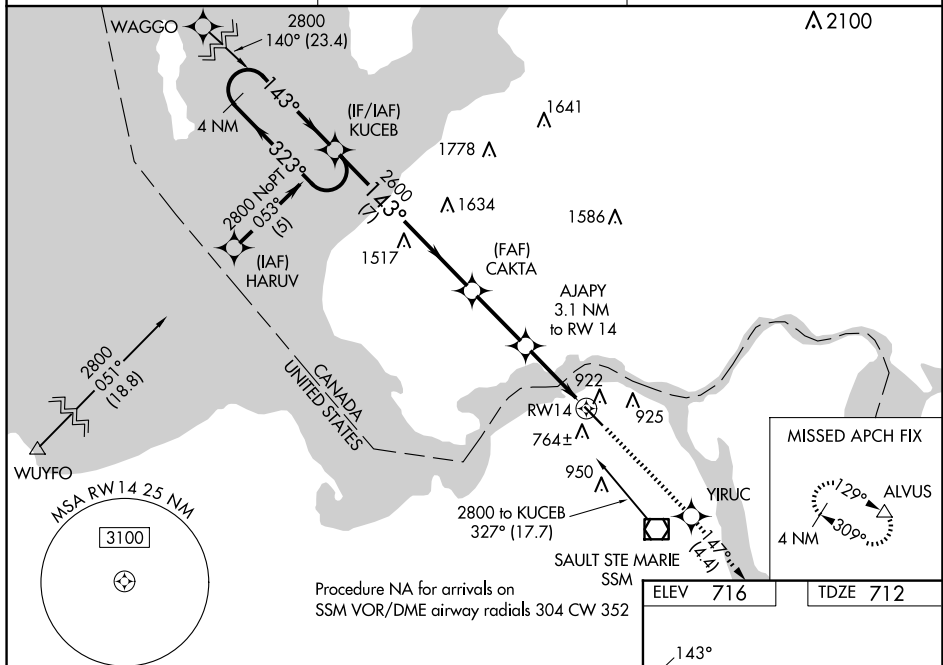 WAGGO
2800
140° (23.4)
2100
143°
4 NM
(IF/IAF)
KUCEB
1641
1778
323°
2800 NoPT
053°
(5)
2600
143°
(7)
1634
1586
1517
(IAF)
HARUV
(FAF)
CAKTA
AJAPY
3.1 NM
to RW 14
2800
051°
(18.8)
CANADA
UNITED STATES
922
RW14
925
764±
WUYFO
950
MISSED APCH FIX
129°
ALVUS
4 NM
309°
YIRUC
MSA RW14 25 NM
3100
2800 to KUCEB
327° (17.7)
147°
(4.4)
SAULT STE MARIE
SSM
Procedure NA for arrivals on
SSM VOR/DME airway radials 304 CW 352
ELEV 716
TDZE 712
143°